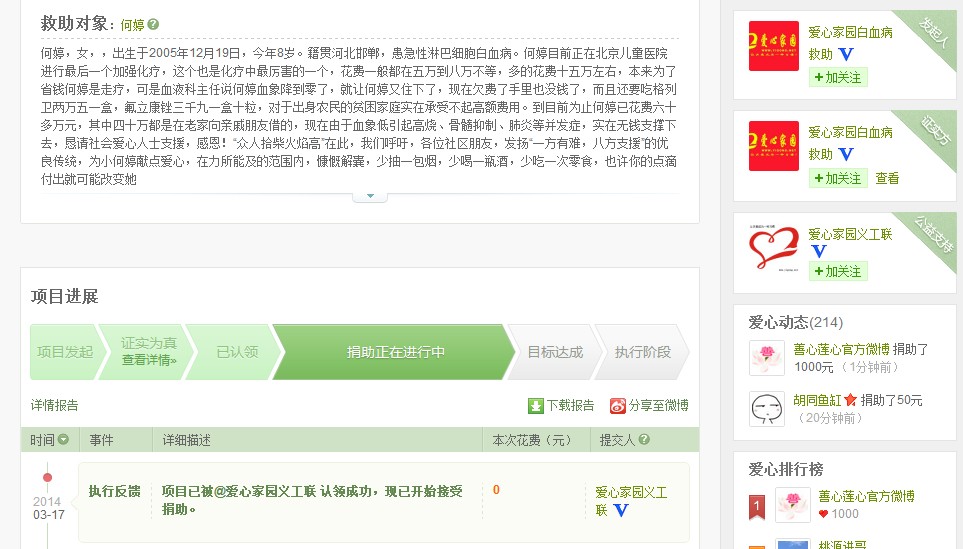 救助对象：何婷
何婷，女，，出生于2005年12月19日，今年8岁。籍贯河北邯郸，患急性淋巴细胞白血病。何婷目前正在北京儿童医院
进行最后一个加强化疗，这个也是化疗中最厉害的一个，花费一般都在五万到八万不等，多的花费十五万左右，本来为了
省钱何婷是走疗，可是血液科主任说何婷血象降到零了，就让何婷又住下了，现在欠费了手里也没钱了，而且还要吃格列
卫两万五一盒，氟立康锉三千九一盒十粒，对于出身农民的贫困家庭实在承受不起高额费用。到目前为止何婷已花费六十
多万元，其中四十万都是在老家向亲戚朋友借的，现在由于血象低引起高烧、骨髓抑制、肺炎等并发症，实在无钱支撑下
去，恳请社会爱心人士支援，感恩！“众人拾柴火焰高”在此，我们呼吁，各位社区朋友，发扬“一方有难，八方支援”的优
良传统，为小何婷献点爱心，在力所能及的范围内，慷慨解囊，少抽一包烟，少喝一瓶酒，少吃一次零食，也许你的点滴
付出就可能改变她
项目进展
项目发起
证实为真
查看详情»
已认领
捐助正在进行中
目标达成
执行阶段
详情报告
下载报告
分享至微博
时间
事件
详细描述
本次花费（元）
提交人
2014
03-17
执行反馈
项目已被@爱心家园义工联 认领成功，现已开始接受
捐助。
0
爱心家园义工
联 V
爱心家园
爱心家园白血病
救助 V
+加关注
发起人
爱心家园
爱心家园白血病
救助 V
+加关注 查看
证实方
爱心家园义工联
V
+加关注
公益支持
爱心动态(214)
善心莲心官方微博 捐助了
1000元（1分钟前）
胡同鱼缸 捐助了50元
（20分钟前）
爱心排行榜
1
善心莲心官方微博
1000
桃源讲哥